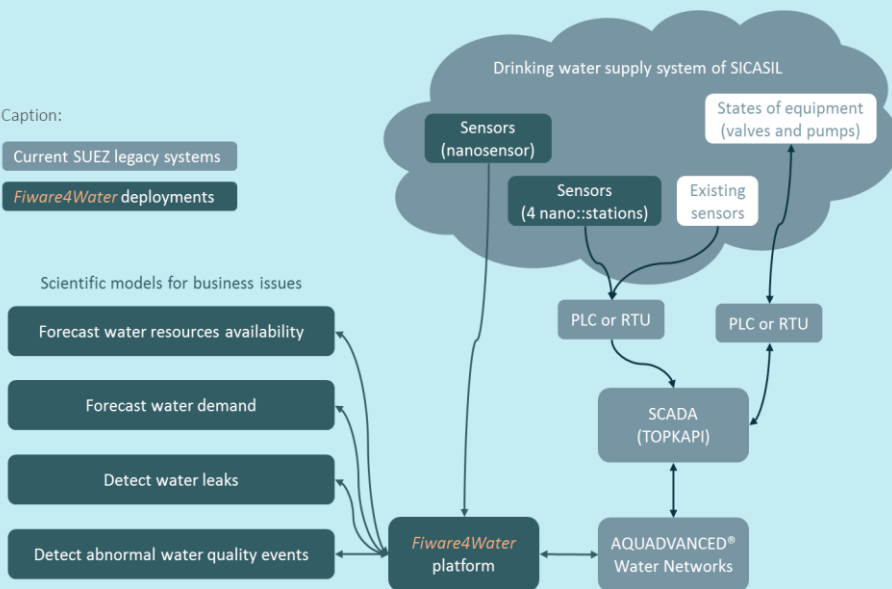 Drinking water supply system of SICASIL
Caption:
Current SUEZ legacy systems
Fiware4Water deployments
Sensors
(nanosensor)
States of equipment
(valves and pumps)
Sensors
(4 nano::stations)
Existing
sensors
Scientific models for business issues
Forecast water resources availability
Forecast water demand
Detect water leaks
Detect abnormal water quality events
PLC or RTU
PLC or RTU
SCADA
(TOPKAPI)
Fiware4Water
platform
AQUADVANCED®
Water Networks